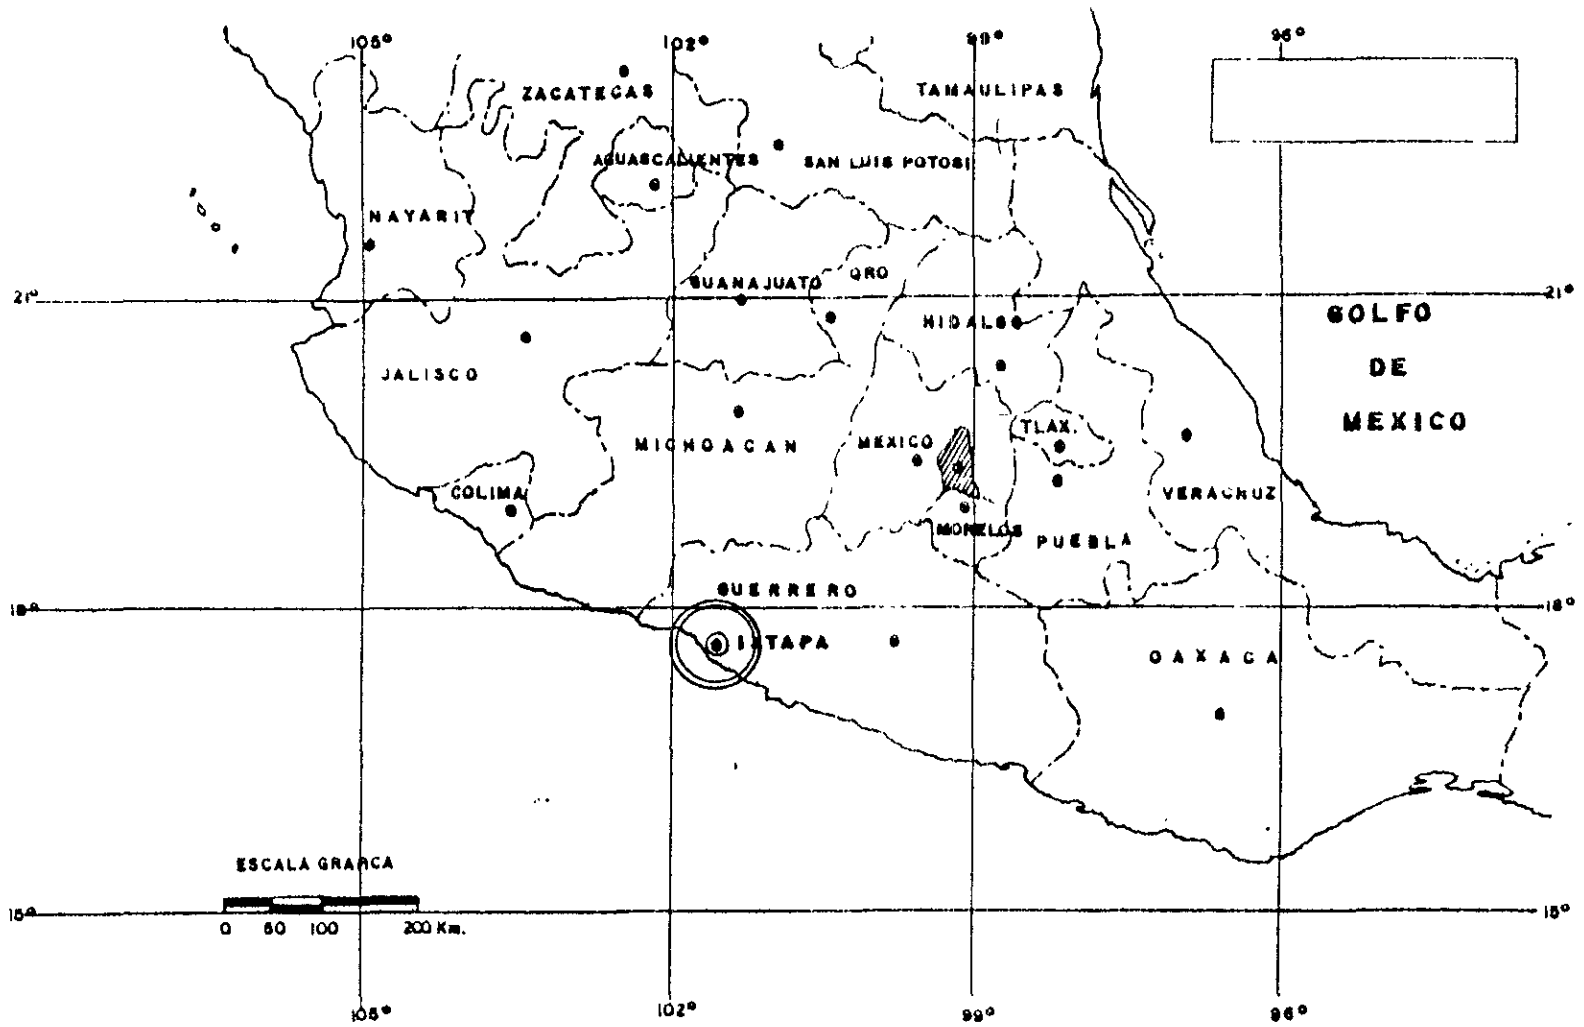 105° 102° 99° 96°
ZACATECAS
TAMAULIPAS
AGUASCALIENTES
SAN LUIS POTOSI
NAYARIT
GUANAJUATO
QRO
21°
21°
HIDALGO
GOLFO
DE
MEXICO
JALISCO
TLAX.
MICHOACAN
MEXICO
COLIMA
VERACRUZ
MORELOS
PUEBLA
GUERRERO
18°
18°
IXTAPA
OAXACA
ESCALA GRAFICA
0 50 100 200 Km.
15°
15°
105° 102° 99° 96°